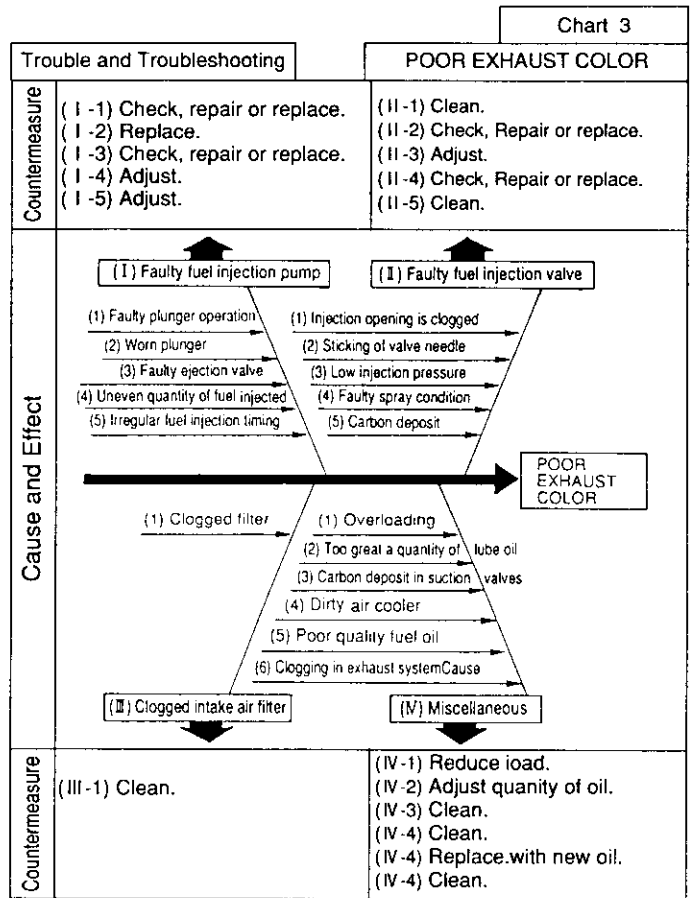 Chart 3
Trouble and Troubleshooting
POOR EXHAUST COLOR
Countermeasure
(I-1) Check, repair or replace.
(I-2) Replace.
(I-3) Check, repair or replace.
(I-4) Adjust.
(I-5) Adjust.
(II-1) Clean.
(II-2) Check, Repair or replace.
(II-3) Adjust.
(II-4) Check, Repair or replace.
(II-5) Clean.
Cause and Effect
(I) Faulty fuel injection pump
(1) Faulty plunger operation
(2) Worn plunger
(3) Faulty ejection valve
(4) Uneven quantity of fuel injected
(5) Irregular fuel injection timing
(II) Faulty fuel injection valve
(1) Injection opening is clogged
(2) Sticking of valve needle
(3) Low injection pressure
(4) Faulty spray condition
(5) Carbon deposit
POOR
EXHAUST
COLOR
(1) Clogged filter
(III) Clogged intake air filter
(1) Overloading
(2) Too great a quantity of lube oil
(3) Carbon deposit in suction valves
(4) Dirty air cooler
(5) Poor quality fuel oil
(6) Clogging in exhaust systemCause
(IV) Miscellaneous
Countermeasure
(III-1) Clean.
(IV-1) Reduce ioad.
(IV-2) Adjust quanity of oil.
(IV-3) Clean.
(IV-4) Clean.
(IV-4) Replace.with new oil.
(IV-4) Clean.